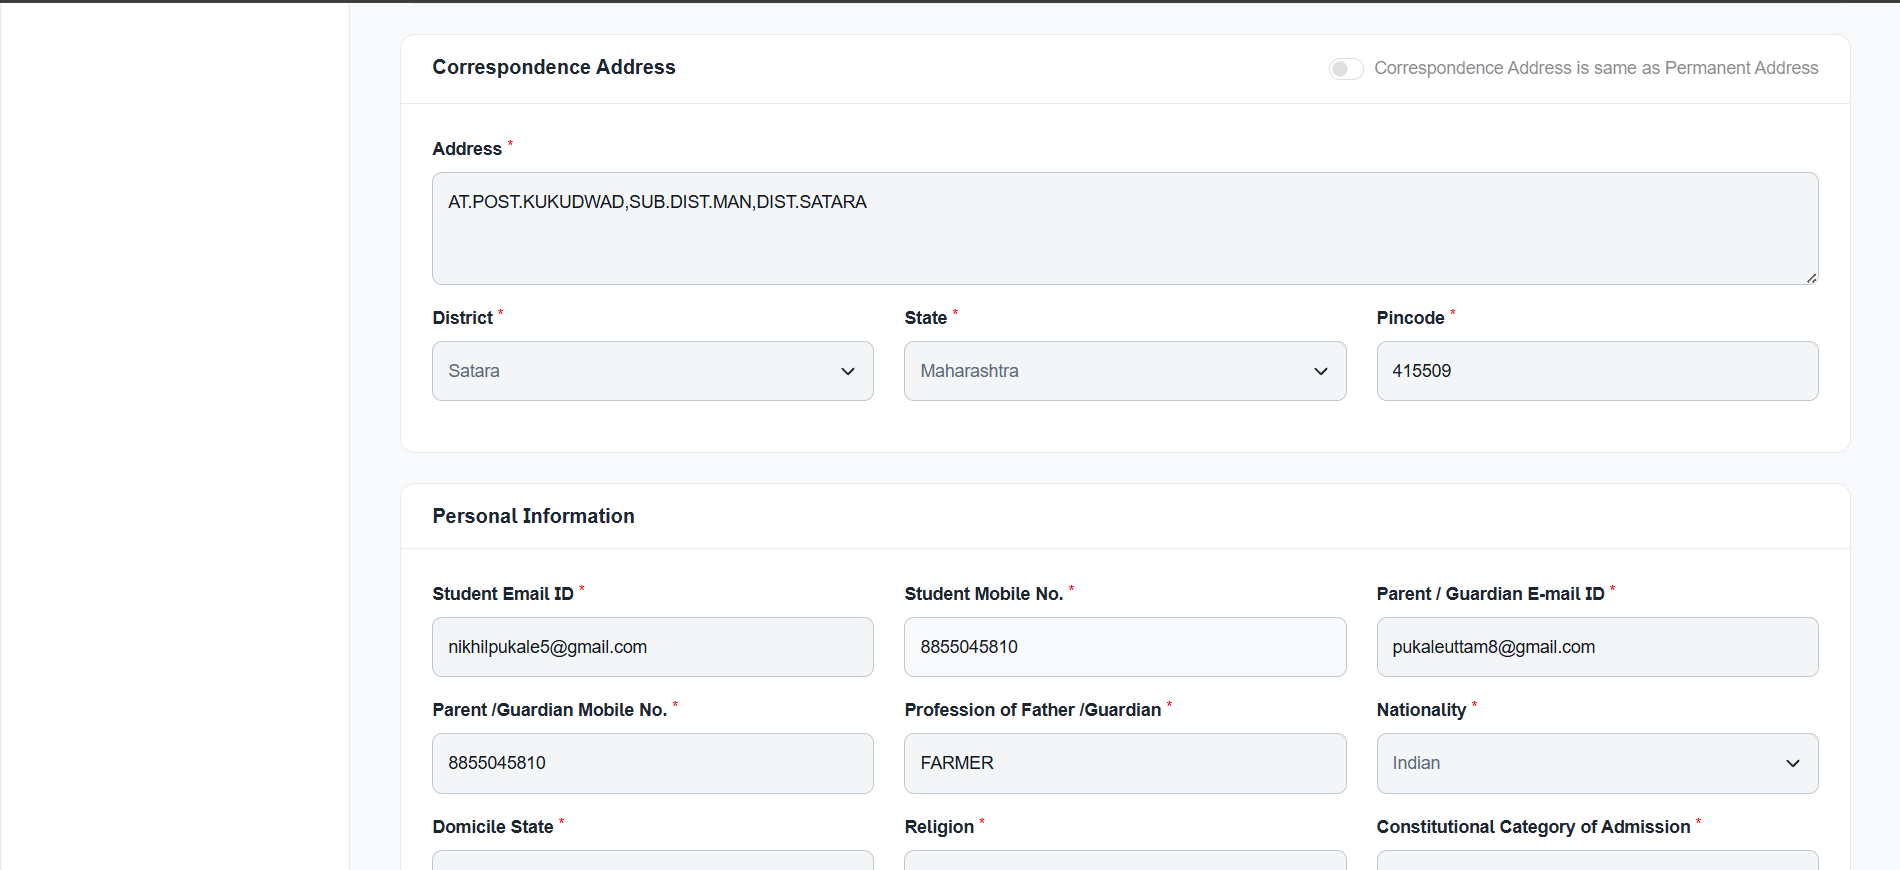 Correspondence Address
Correspondence Address is same as Permanent Address
Address *
AT.POST.KUKUDWAD,SUB.DIST.MAN,DIST.SATARA
District * State * Pincode *
Satara Maharashtra 415509
Personal Information
Student Email ID * Student Mobile No. * Parent / Guardian E-mail ID *
nikhilpukale5@gmail.com 8855045810 pukaleuttam8@gmail.com
Parent /Guardian Mobile No. * Profession of Father /Guardian * Nationality *
8855045810 FARMER Indian
Domicile State * Religion * Constitutional Category of Admission *